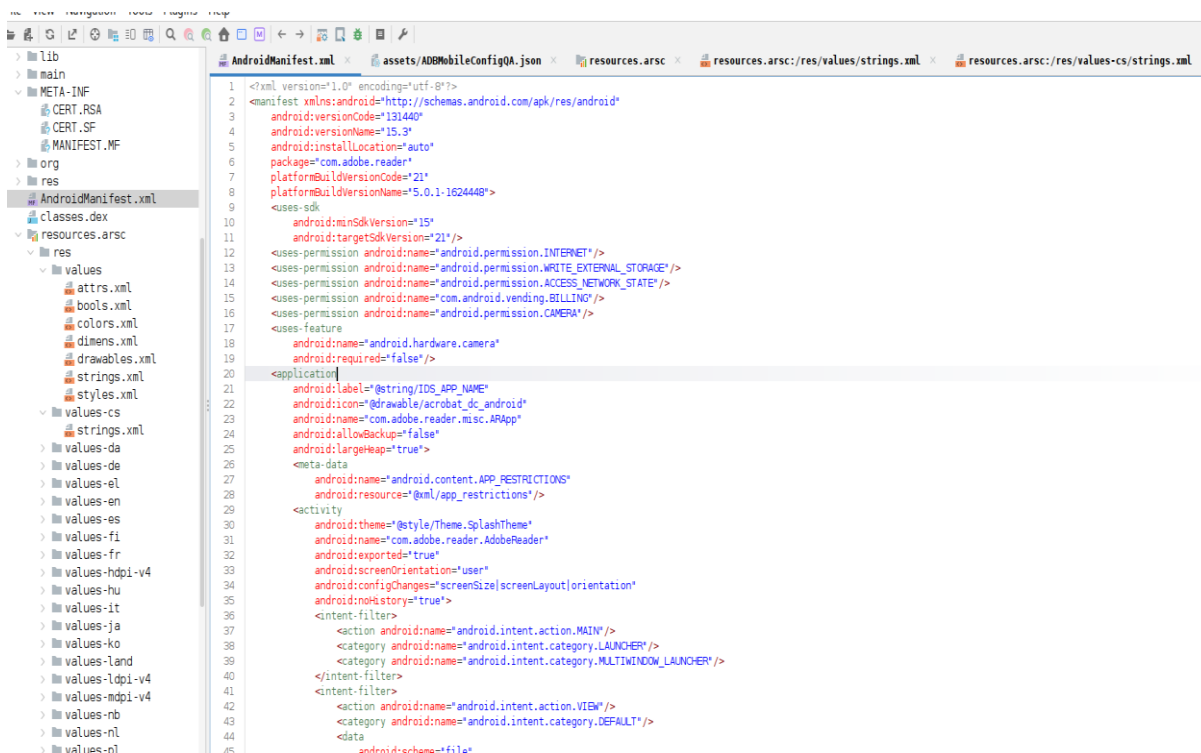 View Navigation Tools Plugins Help
lib
main
META-INF
CERT.RSA
CERT.SF
MANIFEST.MF
org
res
AndroidManifest.xml
classes.dex
resources.arsc
res
values
attrs.xml
bools.xml
colors.xml
dimens.xml
drawables.xml
strings.xml
styles.xml
values-cs
strings.xml
values-da
values-de
values-el
values-en
values-es
values-fi
values-fr
values-hdpi-v4
values-hu
values-it
values-ja
values-ko
values-land
values-ldpi-v4
values-mdpi-v4
values-nb
values-nl
values-pl
AndroidManifest.xml × assets/ADBMobileConfigQA.json × resources.arsc × resources.arsc:/res/values/strings.xml × resources.arsc:/res/values-cs/strings.xml
1 <?xml version="1.0" encoding="utf-8"?>
2 <manifest xmlns:android="http://schemas.android.com/apk/res/android"
3 android:versionCode="131440"
4 android:versionName="15.3"
5 android:installLocation="auto"
6 package="com.adobe.reader"
7 platformBuildVersionCode="21"
8 platformBuildVersionName="5.0.1-1624448">
9 <uses-sdk
10 android:minSdkVersion="15"
11 android:targetSdkVersion="21"/>
12 <uses-permission android:name="android.permission.INTERNET"/>
13 <uses-permission android:name="android.permission.WRITE_EXTERNAL_STORAGE"/>
14 <uses-permission android:name="android.permission.ACCESS_NETWORK_STATE"/>
15 <uses-permission android:name="com.android.vending.BILLING"/>
16 <uses-permission android:name="android.permission.CAMERA"/>
17 <uses-feature
18 android:name="android.hardware.camera"
19 android:required="false"/>
20 <application
21 android:label="@string/IDS_APP_NAME"
22 android:icon="@drawable/acrobat_dc_android"
23 android:name="com.adobe.reader.misc.ARApp"
24 android:allowBackup="false"
25 android:largeHeap="true">
26 <meta-data
27 android:name="android.content.APP_RESTRICTIONS"
28 android:resource="@xml/app_restrictions"/>
29 <activity
30 android:theme="@style/Theme.SplashTheme"
31 android:name="com.adobe.reader.AdobeReader"
32 android:exported="true"
33 android:screenOrientation="user"
34 android:configChanges="screenSize|screenLayout|orientation"
35 android:noHistory="true">
36 <intent-filter>
37 <action android:name="android.intent.action.MAIN"/>
38 <category android:name="android.intent.category.LAUNCHER"/>
39 <category android:name="android.intent.category.MULTIWINDOW_LAUNCHER"/>
40 </intent-filter>
41 <intent-filter>
42 <action android:name="android.intent.action.VIEW"/>
43 <category android:name="android.intent.category.DEFAULT"/>
44 <data
45 android:scheme="file"